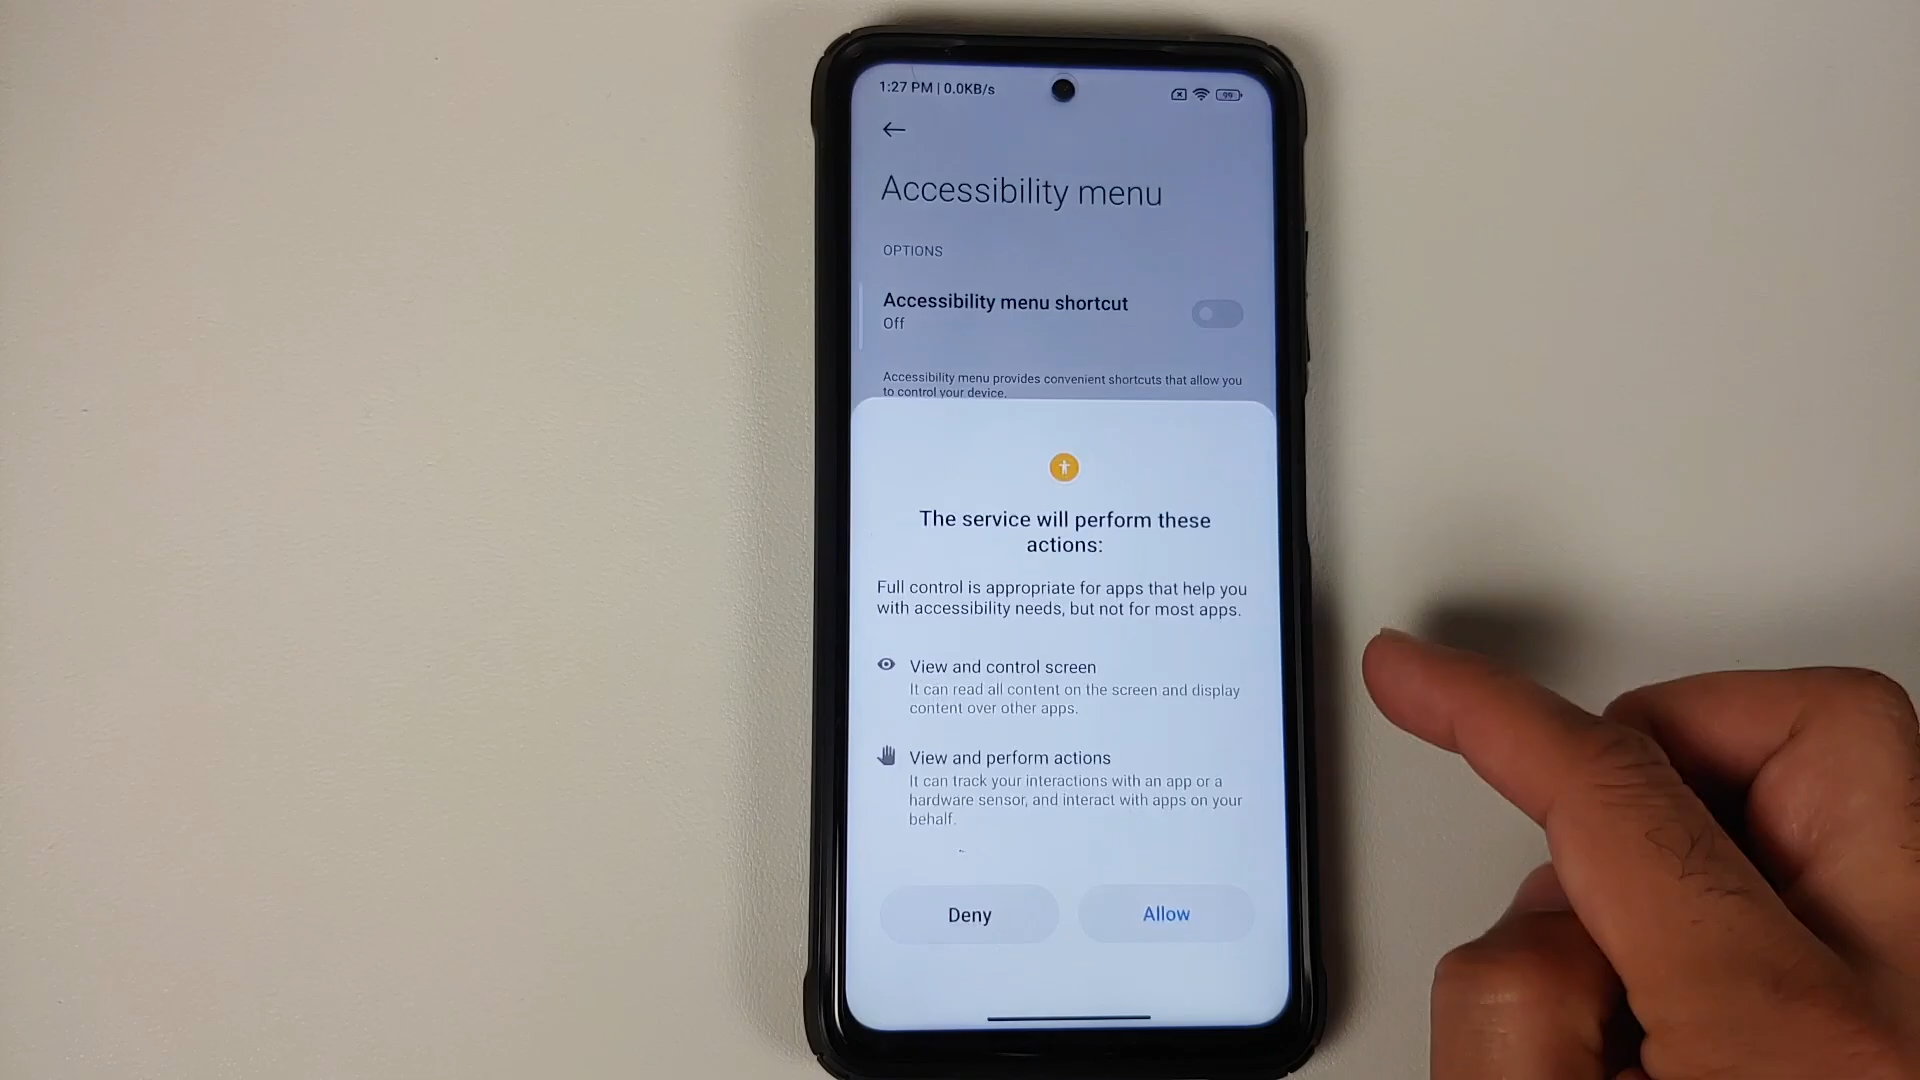 1:27 PM | 0.0KB/s
99
Accessibility menu
OPTIONS
Accessibility menu shortcut
Off
Accessibility menu provides convenient shortcuts that allow you
to control your device.
The service will perform these
actions:
Full control is appropriate for apps that help you
with accessibility needs, but not for most apps.
View and control screen
It can read all content on the screen and display
content over other apps.
View and perform actions
It can track your interactions with an app or a
hardware sensor, and interact with apps on your
behalf.
Deny
Allow